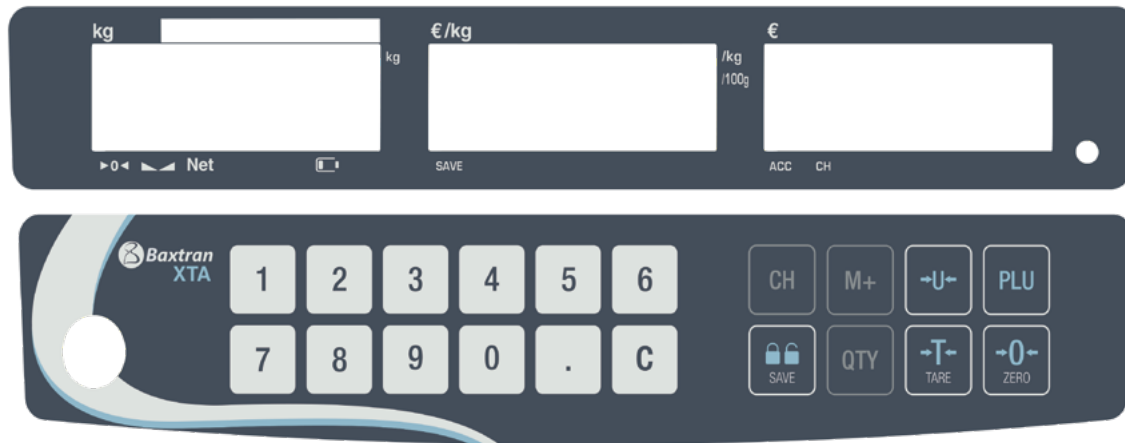 kg
€/kg
€
kg
/kg
/100g
►0◄ Net
SAVE
ACC CH
Baxtran
XTA
1 2 3 4 5 6
CH M+ →U← PLU
7 8 9 0 . C
SAVE
QTY
→T←
TARE
→0←
ZERO